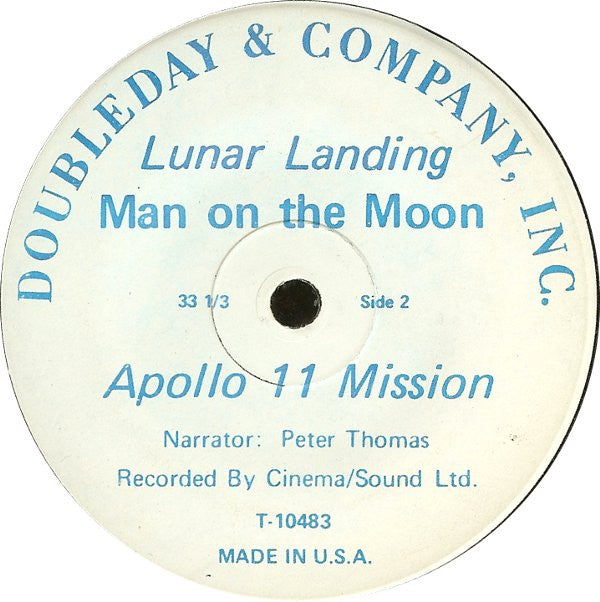 DOUBLEDAY & COMPANY, INC.
Lunar Landing
Man on the Moon
33 1/3 Side 2
Apollo 11 Mission
Narrator: Peter Thomas
Recorded By Cinema/Sound Ltd.
T-10483
MADE IN U.S.A.